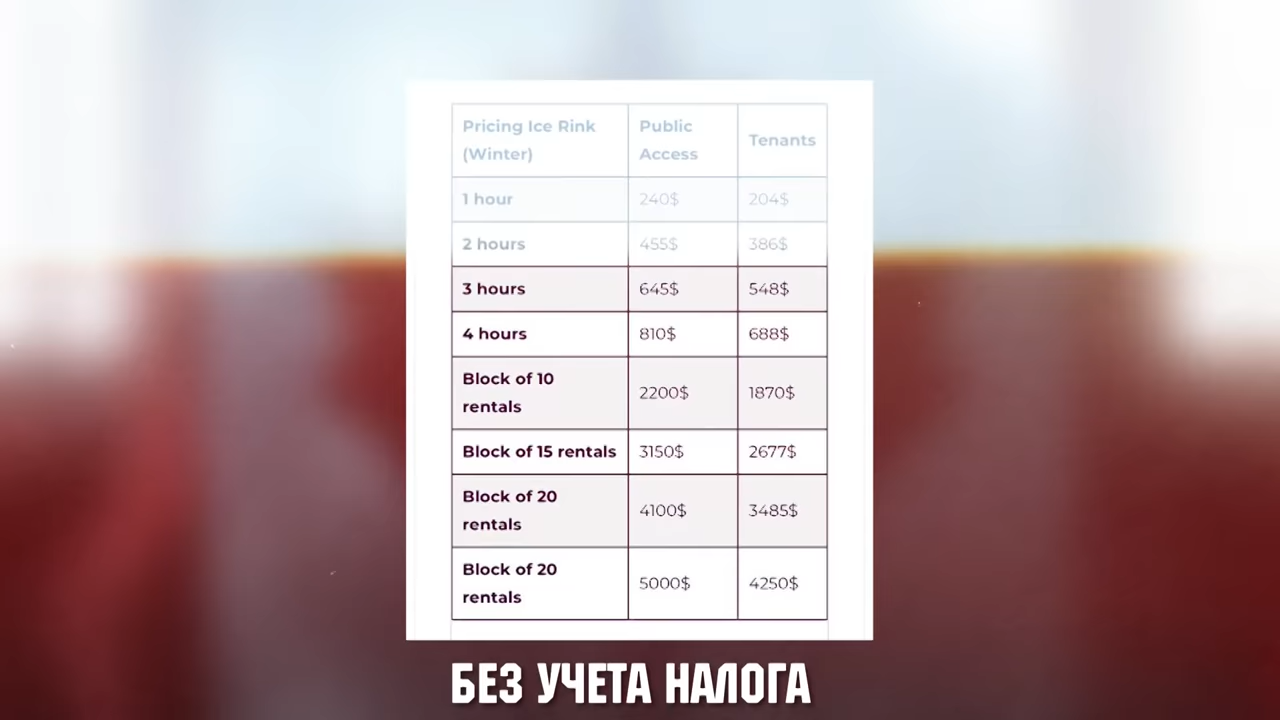 Pricing Ice Rink Public
(Winter) Access Tenants
1 hour 240$ 204$
2 hours 455$ 386$
3 hours 645$ 548$
4 hours 810$ 688$
Block of 10
rentals 2200$ 1870$
Block of 15 rentals 3150$ 2677$
Block of 20
rentals 4100$ 3485$
Block of 20
rentals 5000$ 4250$
БЕЗ УЧЕТА НАЛОГА